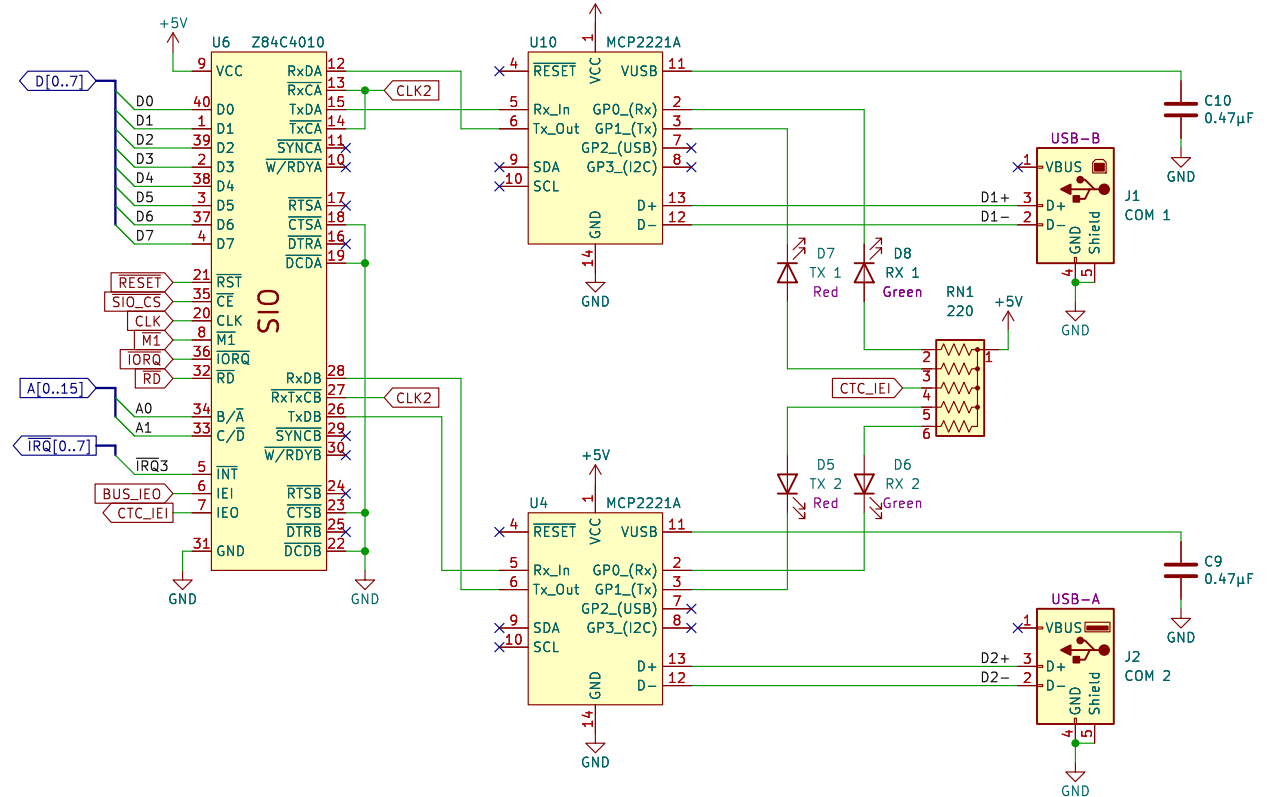 +5V
U6 Z84C4010
9 VCC
D[0..7]
D0 40 D0
D1 1 D1
D2 39 D2
D3 2 D3
D4 38 D4
D5 3 D5
D6 37 D6
D7 4 D7
RESET 21 RST
SIO_CS 35 CE
CLK 20 CLK
M1 8 M1
IORQ 36 IORQ
RD 32 RD
A[0..15]
A0 34 B/A
A1 33 C/D
IRQ[0..7]
IRQ3 5 INT
BUS_IEO 6 IEI
CTC_IEI 7 IEO
31 GND
GND
SIO
RxDA 12
RxCA 13
CLK2
TxDA 15
TxCA 14
SYNCA 11
W/RDYA 10
RTSA 17
CTSA 18
DTRA 16
DCDA 19
RxDB 28
RxTxCB 27
CLK2
TxDB 26
SYNCB 29
W/RDYB 30
RTSB 24
CTSB 23
DTRB 25
DCDB 22
GND
U10 MCP2221A
1 VCC
4 RESET
5 Rx_In
6 Tx_Out
9 SDA
10 SCL
VUSB 11
GP0_(Rx) 2
GP1_(Tx) 3
GP2_(USB) 7
GP3_(I2C) 8
D+ 13
D- 12
GND 14
GND
D1+
D1-
C10
0.47µF
GND
USB-B
1 VBUS
3 D+
2 D-
GND 4
Shield 5
J1
COM 1
GND
D7
TX 1
Red
D8
RX 1
Green
RN1
220
+5V
1
2
3
4
5
6
CTC_IEI
D5
TX 2
Red
D6
RX 2
Green
+5V
U4 MCP2221A
1 VCC
4 RESET
5 Rx_In
6 Tx_Out
9 SDA
10 SCL
VUSB 11
GP0_(Rx) 2
GP1_(Tx) 3
GP2_(USB) 7
GP3_(I2C) 8
D+ 13
D- 12
GND 14
GND
D2+
D2-
C9
0.47µF
GND
USB-A
1 VBUS
3 D+
2 D-
GND 4
Shield 5
J2
COM 2
GND